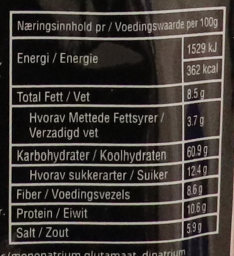 Næringsinnhold pr / Voedingswaarde per 100g
Energi / Energie 1529 kJ
362 kcal
Total Fett / Vet 8.5 g
Hvorav Mettede Fettsyrer / Verzadigd vet 3.7 g
Karbohydrater / Koolhydraten 60.9 g
Hvorav sukkerarter / Suiker 12.4 g
Fiber / Voedingsvezels 8.6 g
Protein / Eiwit 10.6 g
Salt / Zout 5.9 g
mononatrium glutamaat, dinatrium